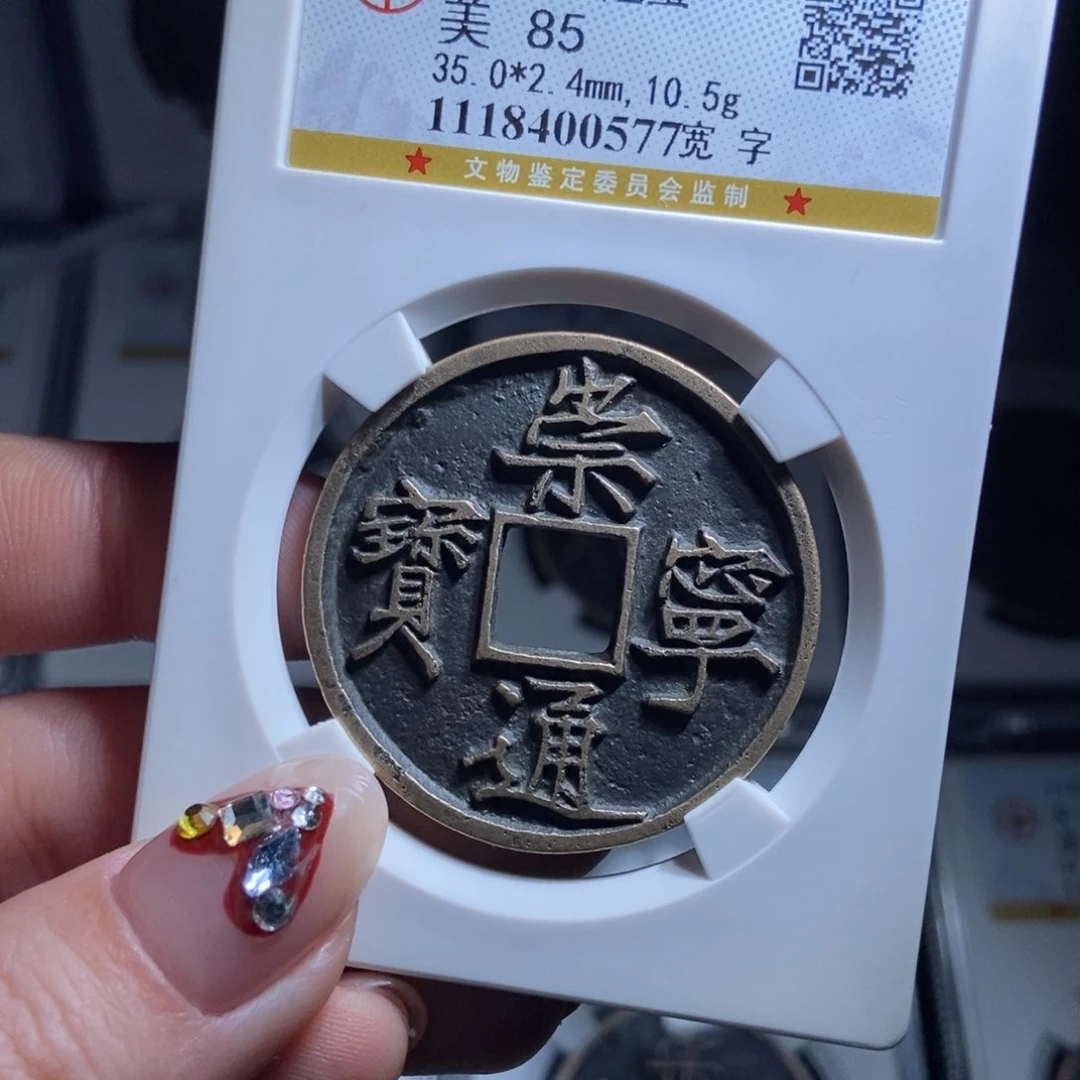 美 85
35.0*2.4mm,10.5g
1118400577宽 字
文物鉴定委员会监制
崇
寧
通
寳